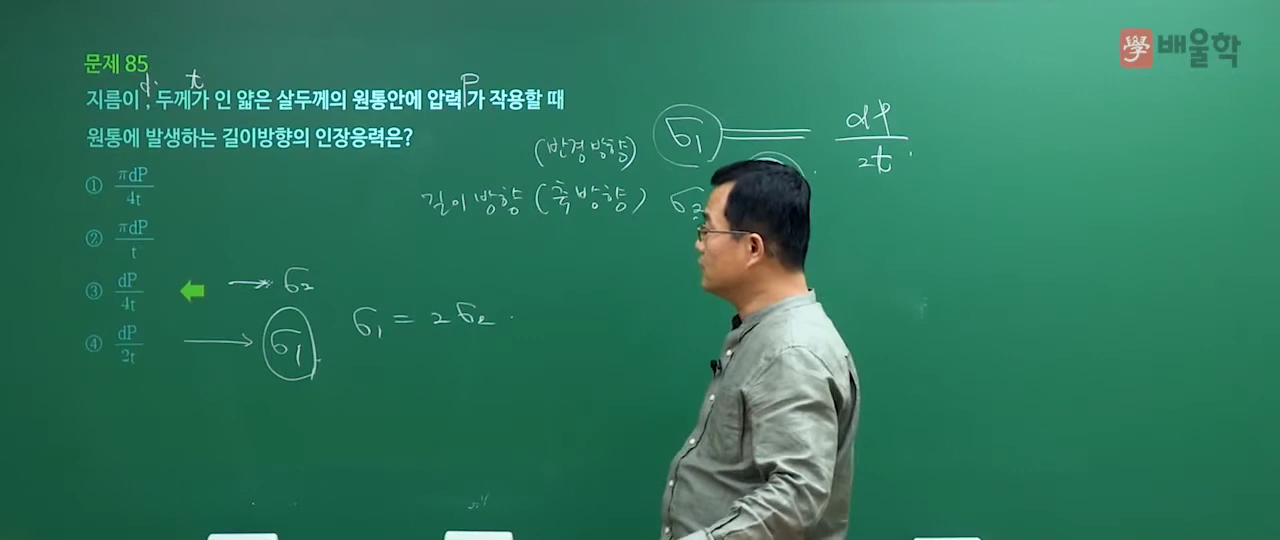 學 배울학
문제 85
d t P
지름이 , 두께가 인 얇은 살두께의 원통안에 압력 가 작용할 때
원통에 발생하는 길이방향의 인장응력은?
① πdP/4t
② πdP/t
③ dP/4t → σ₂
④ dP/2t → σ₁
σ₁ = 2σ₂
(반경방향) σ₁ = dP/2t
길이방향 (축방향) σ₂